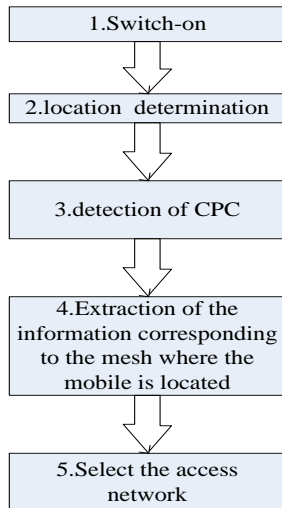 1.Switch-on
2.location determination
3.detection of CPC
4.Extraction of the
information corresponding
to the mesh where the
mobile is located
5.Select the access
network